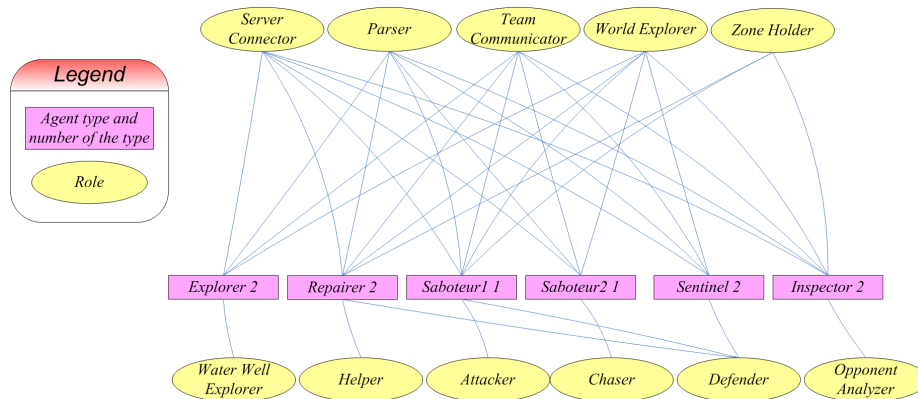 Server
Connector
Parser
Team
Communicator
World Explorer
Zone Holder
Legend
Agent type and
number of the type
Role
Explorer 2
Repairer 2
Saboteur1 1
Saboteur2 1
Sentinel 2
Inspector 2
Water Well
Explorer
Helper
Attacker
Chaser
Defender
Opponent
Analyzer